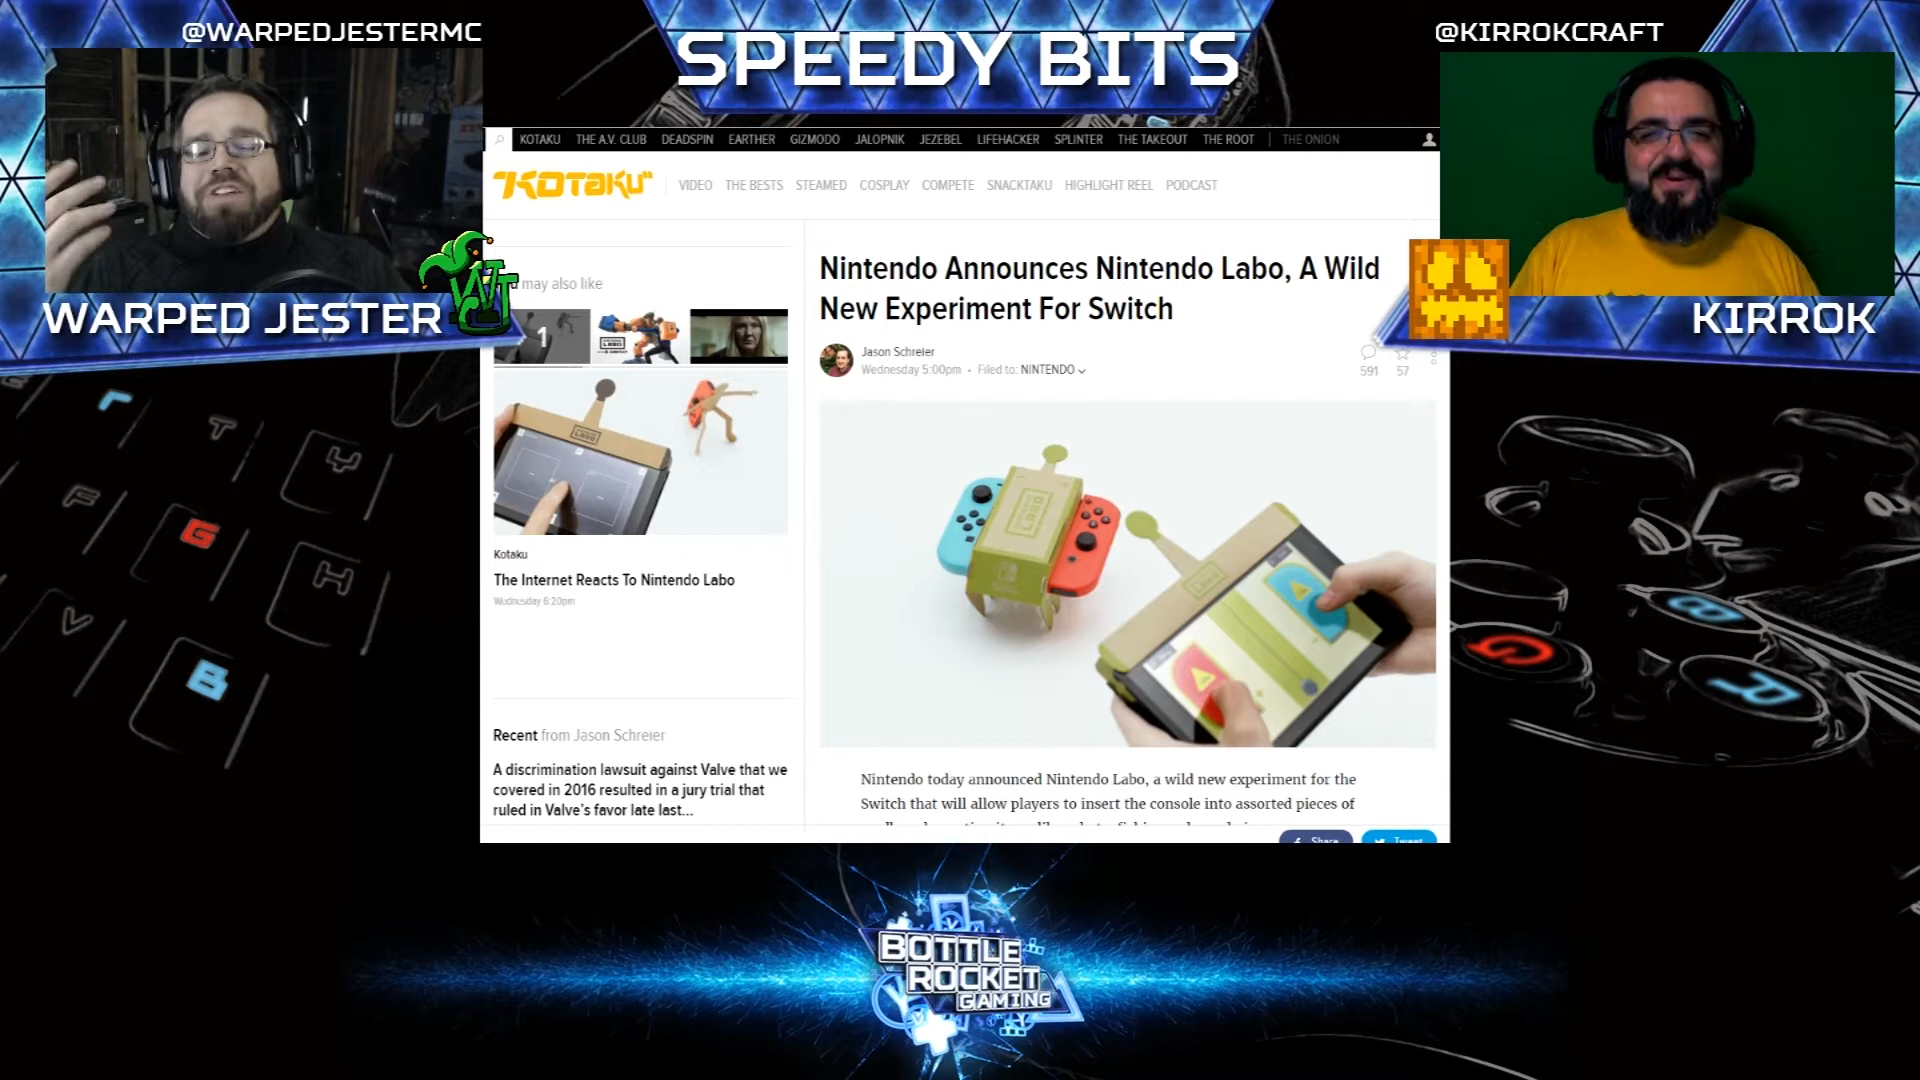 @WARPEDJESTERMC
SPEEDY BITS
@KIRROKCRAFT
KOTAKU THE A.V. CLUB DEADSPIN EARTHER GIZMODO JALOPNIK JEZEBEL LIFEHACKER SPLINTER THE TAKEOUT THE ROOT THE ONION
KOTAKU
VIDEO THE BESTS STEAMED COSPLAY COMPETE SNACKTAKU HIGHLIGHT REEL PODCAST
may also like
WARPED JESTER
WJ
1
LABO
LABO
Kotaku
The Internet Reacts To Nintendo Labo
Wednesday 6:20pm
Recent from Jason Schreier
A discrimination lawsuit against Valve that we
covered in 2016 resulted in a jury trial that
ruled in Valve's favor late last...
Nintendo Announces Nintendo Labo, A Wild
New Experiment For Switch
Jason Schreier
Wednesday 5:00pm • Filed to: NINTENDO
591 57
KIRROK
Nintendo today announced Nintendo Labo, a wild new experiment for the
Switch that will allow players to insert the console into assorted pieces of
Share Tweet
T Y
F G H
V B
B
G
R
BOTTLE
ROCKET
GAMING